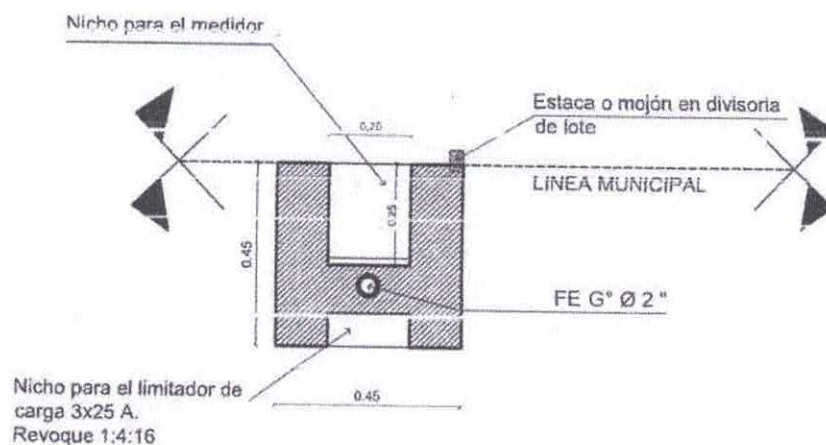 Nicho para el medidor
Estaca o mojón en divisoria
de lote
0,20
LINEA MUNICIPAL
0.25
0.45
FE G° Ø 2 "
Nicho para el limitador de
carga 3x25 A.
Revoque 1:4:16
0.45